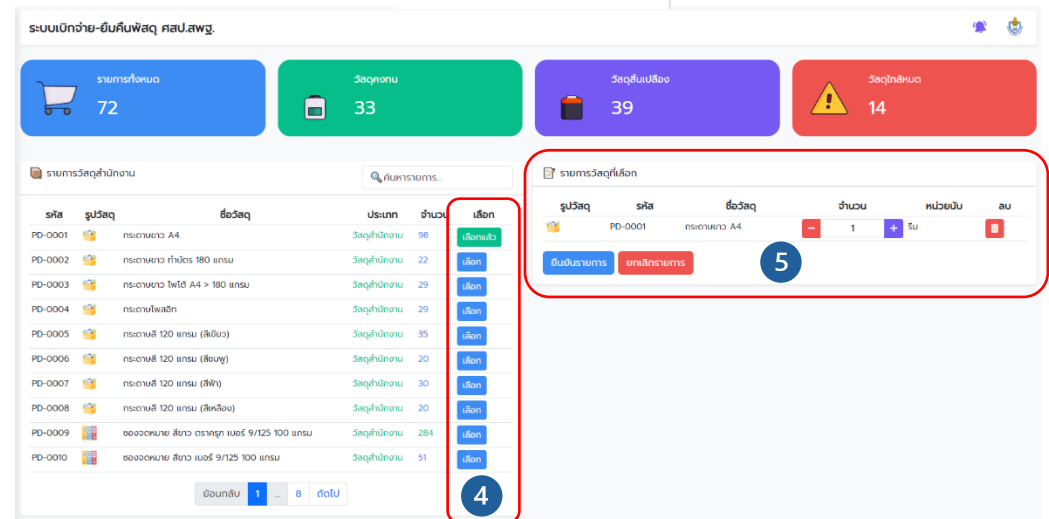 ระบบเบิกจ่าย-ยืมคืนพัสดุ ศสป.สพฐ.
รายการทั้งหมด
72
วัสดุคงทน
33
วัสดุสิ้นเปลือง
39
วัสดุใกล้หมด
14
รายการวัสดุสำนักงาน
ค้นหารายการ...
รหัส รูปวัสดุ ชื่อวัสดุ ประเภท จำนวน เลือก
PD-0001 กระดาษขาว A4. วัสดุสำนักงาน 98 เลือกแล้ว
PD-0002 กระดาษขาว ทำบัตร 180 แกรม วัสดุสำนักงาน 22 เลือก
PD-0003 กระดาษขาว โฟโต้ A4 > 180 แกรม วัสดุสำนักงาน 29 เลือก
PD-0004 กระดาษโพสอิท วัสดุสำนักงาน 29 เลือก
PD-0005 กระดาษสี 120 แกรม (สีเขียว) วัสดุสำนักงาน 35 เลือก
PD-0006 กระดาษสี 120 แกรม (สีชมพู) วัสดุสำนักงาน 20 เลือก
PD-0007 กระดาษสี 120 แกรม (สีฟ้า) วัสดุสำนักงาน 30 เลือก
PD-0008 กระดาษสี 120 แกรม (สีเหลือง) วัสดุสำนักงาน 20 เลือก
PD-0009 ซองจดหมาย สีขาว ตราครุฑ เบอร์ 9/125 100 แกรม วัสดุสำนักงาน 284 เลือก
PD-0010 ซองจดหมาย สีขาว เบอร์ 9/125 100 แกรม วัสดุสำนักงาน 51 เลือก
ย้อนกลับ 1 ... 8 ถัดไป
4
รายการวัสดุที่เลือก
รูปวัสดุ รหัส ชื่อวัสดุ จำนวน หน่วยนับ ลบ
PD-0001 กระดาษขาว A4. − 1 + รีม
ยืนยันรายการ ยกเลิกรายการ
5